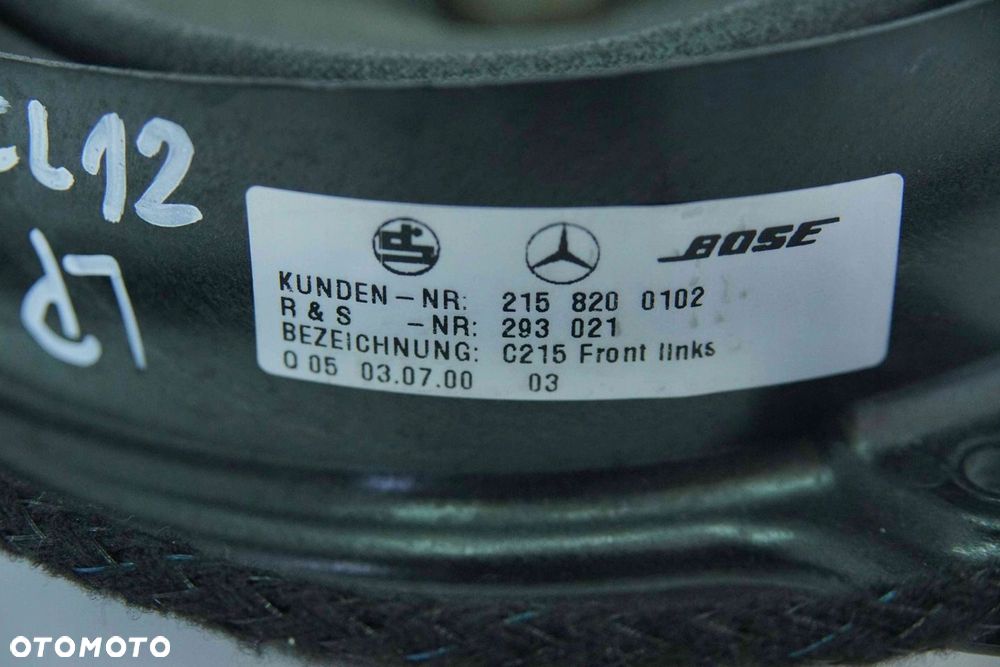 CL12
BOSE
KUNDEN-NR: 215 820 0102
R & S -NR: 293 021
BEZEICHNUNG: C215 Front links
Q 05 03.07.00 03
OTOMOTO